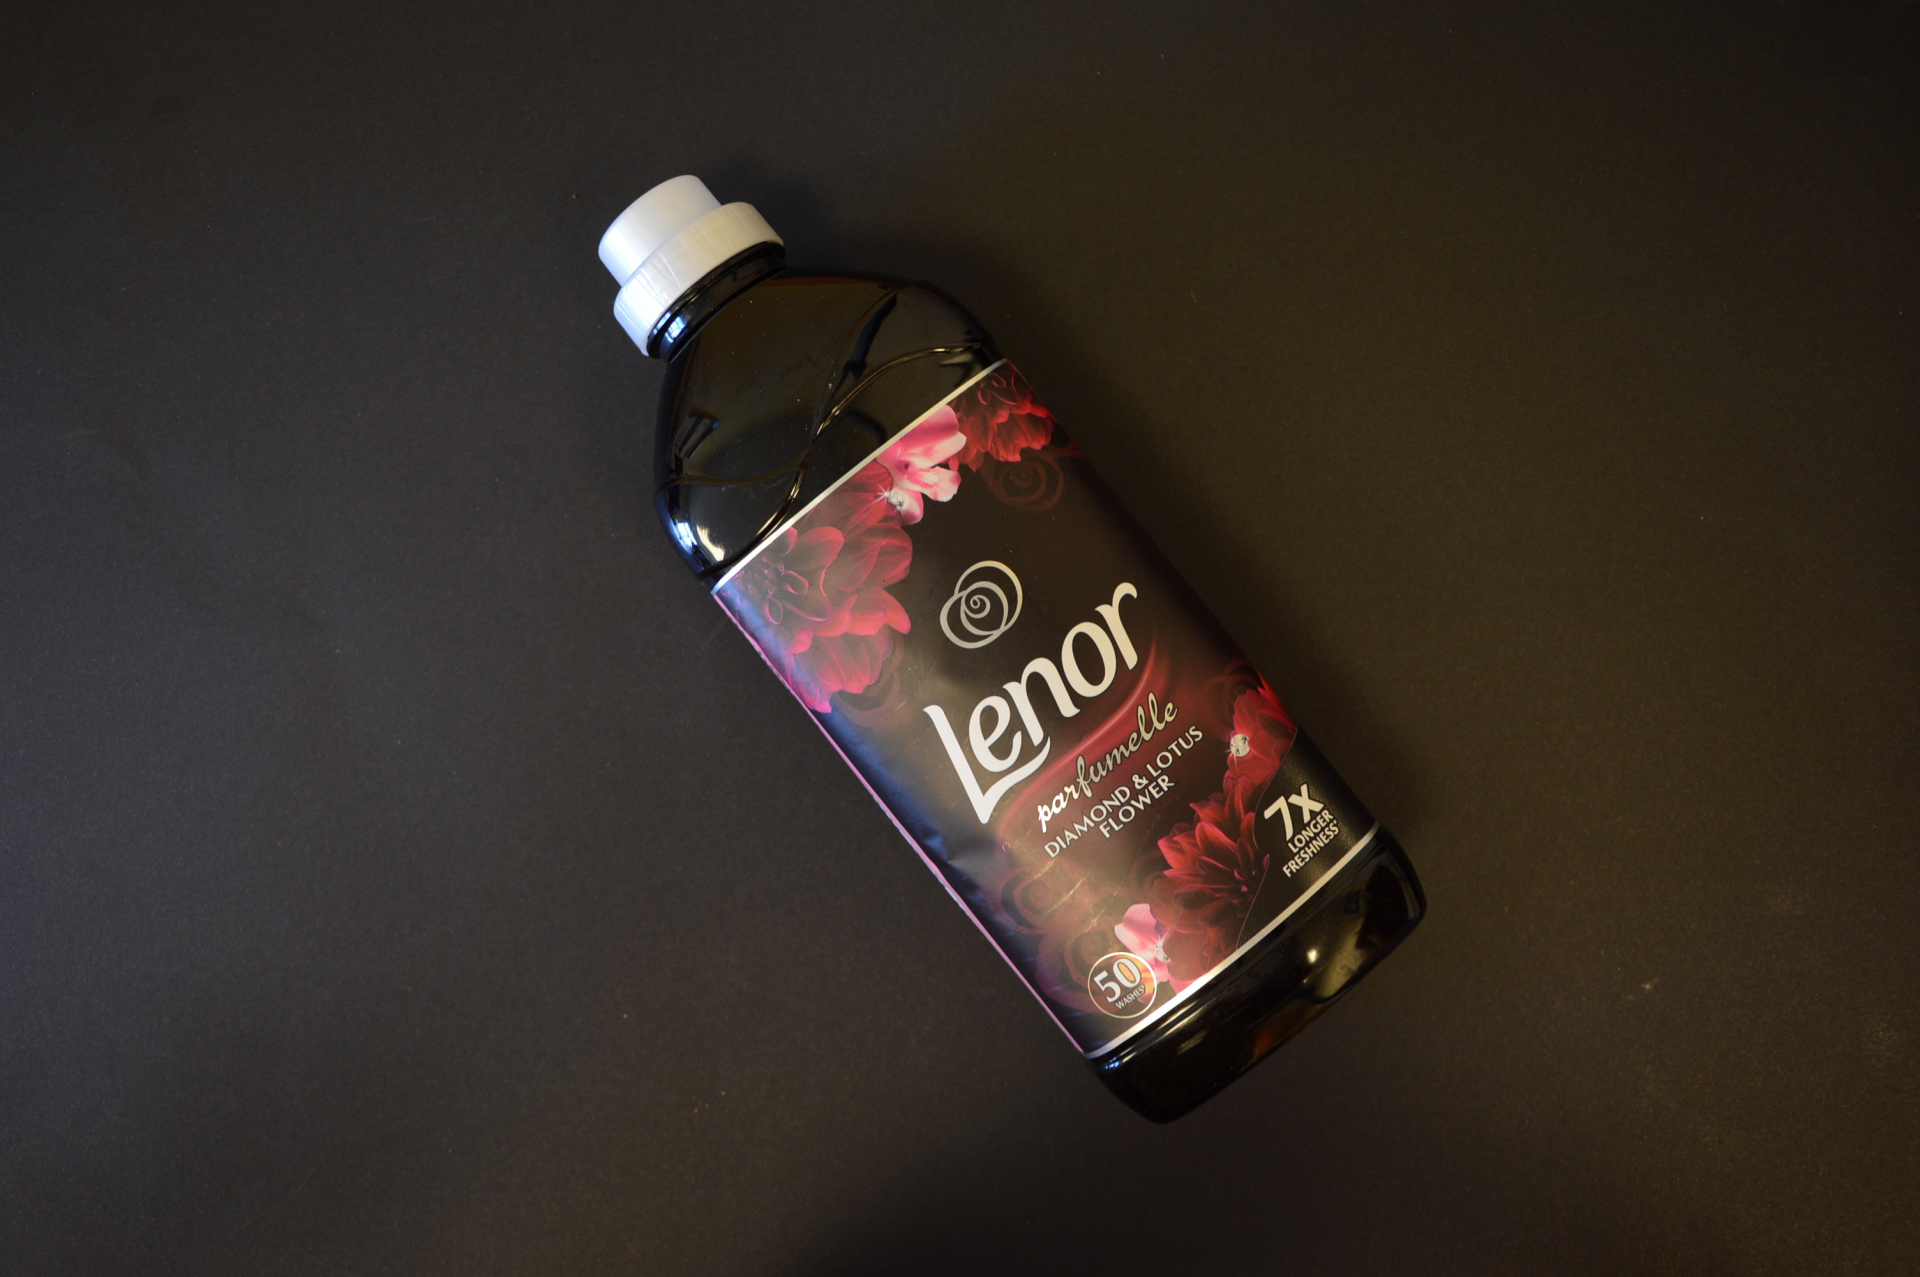 Lenor
parfumelle
DIAMOND & LOTUS
FLOWER
7x
LONGER
FRESHNESS*
50
WASHES*